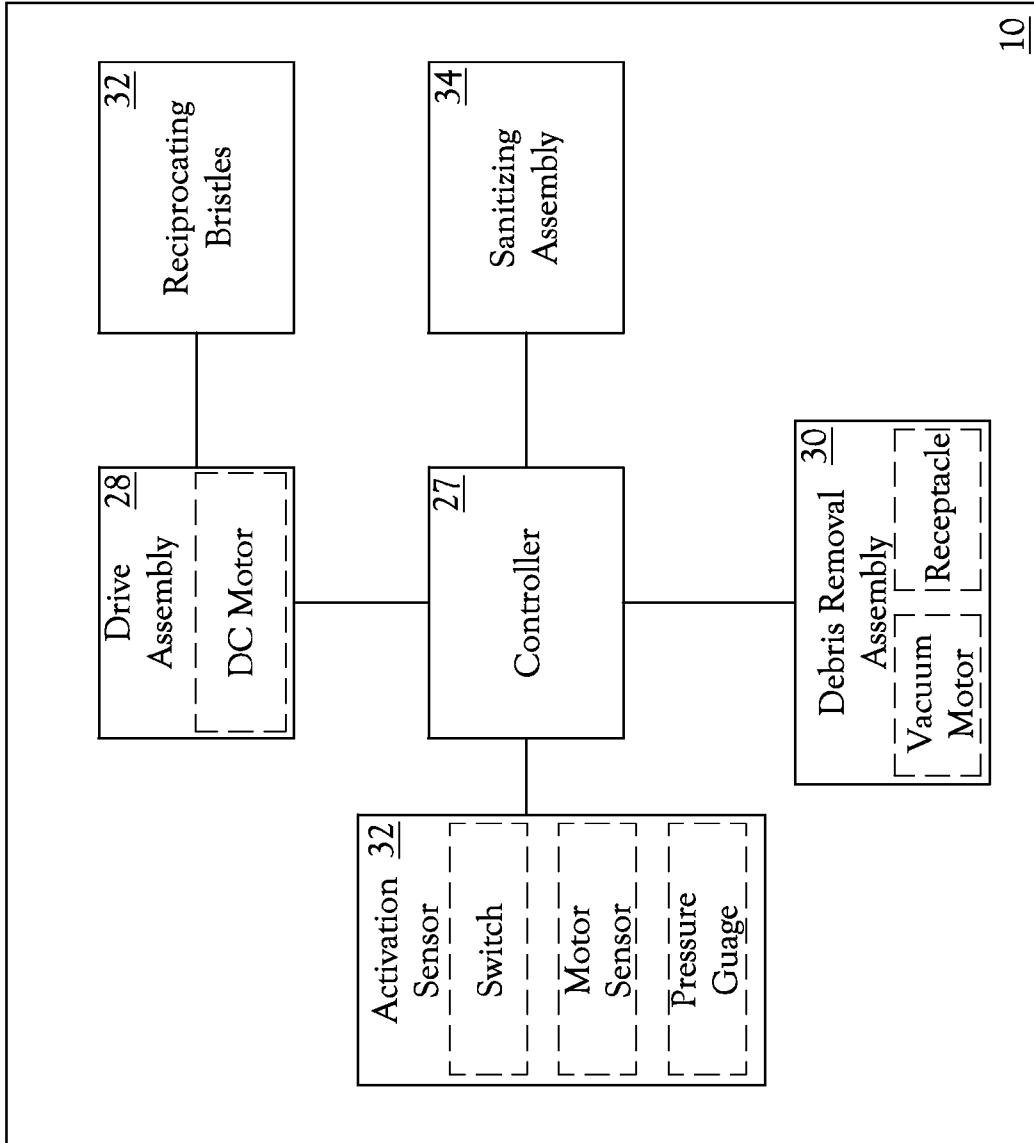 Drive 28
Assembly
DC Motor
32
Reciprocating
Bristles
Activation 32
Sensor
Switch
Motor
Sensor
Pressure
Guage
27
Controller
34
Sanitizing
Assembly
30
Debris Removal
Assembly
Vacuum
Motor
Receptacle
10